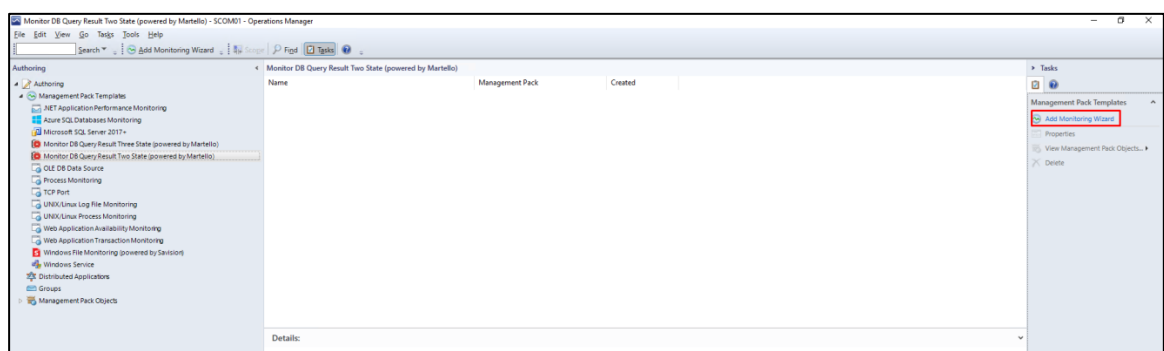 Monitor DB Query Result Two State (powered by Martello) - SCOM01 - Operations Manager
File Edit View Go Tasks Tools Help
Search Add Monitoring Wizard Scope Find Tasks
Authoring
Monitor DB Query Result Two State (powered by Martello)
Tasks
Authoring
Name Management Pack Created
Management Pack Templates
.NET Application Performance Monitoring
Azure SQL Databases Monitoring
Microsoft SQL Server 2017+
Monitor DB Query Result Three State (powered by Martello)
Monitor DB Query Result Two State (powered by Martello)
OLE DB Data Source
Process Monitoring
TCP Port
UNIX/Linux Log File Monitoring
UNIX/Linux Process Monitoring
Web Application Availability Monitoring
Web Application Transaction Monitoring
Windows File Monitoring (powered by Savision)
Windows Service
Distributed Applications
Groups
Management Pack Objects
Details:
Management Pack Templates
Add Monitoring Wizard
Properties
View Management Pack Objects...
Delete